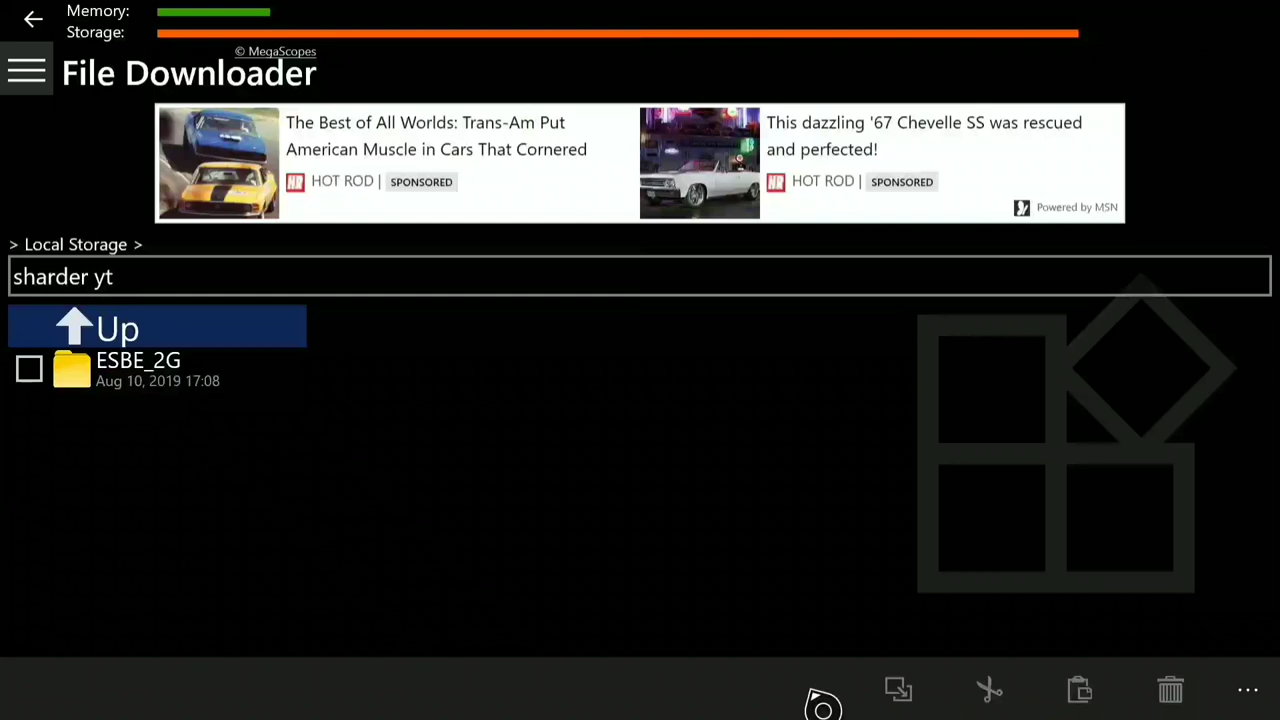 Memory:
Storage:
© MegaScopes
File Downloader
The Best of All Worlds: Trans-Am Put
American Muscle in Cars That Cornered
HR HOT ROD | SPONSORED
This dazzling '67 Chevelle SS was rescued
and perfected!
HR HOT ROD | SPONSORED
Powered by MSN
> Local Storage >
sharder yt
Up
ESBE_2G
Aug 10, 2019 17:08